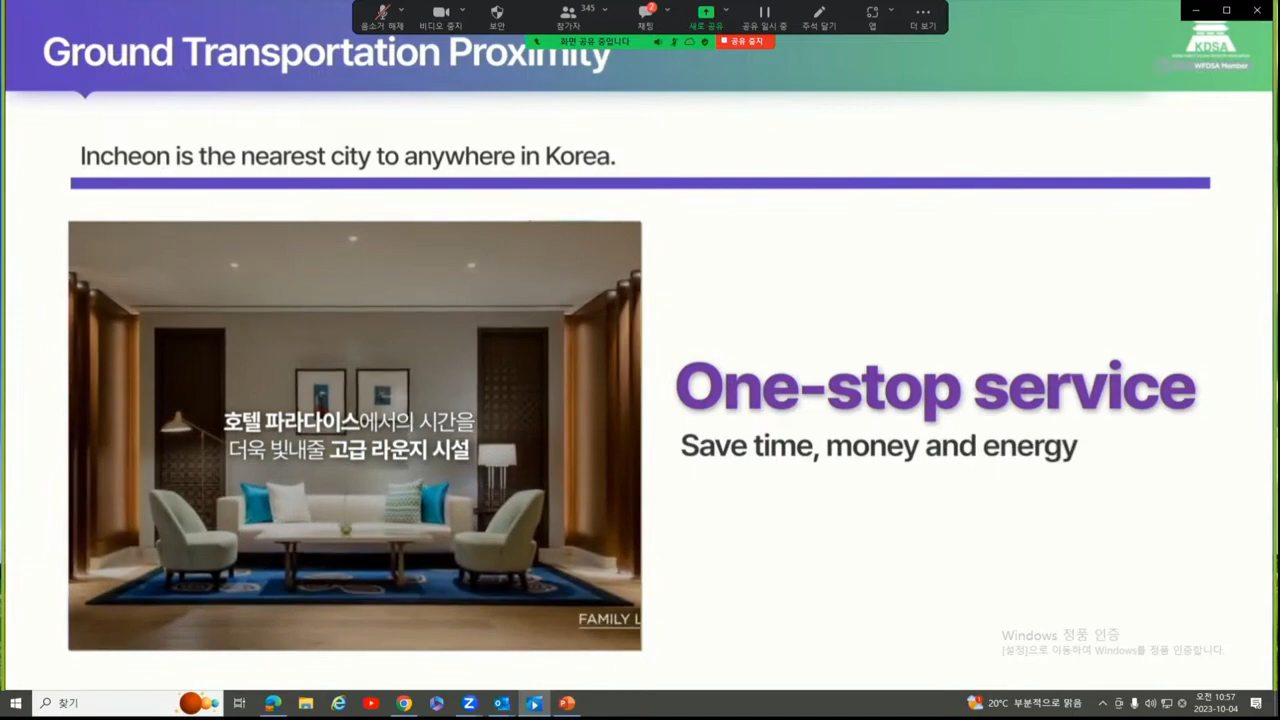 음소거 해제
비디오 중지
보안
345
참가자
2
채팅
새로 공유
공유 일시 중지
주석 달기
앱
더 보기
화면 공유 중입니다
공유 중지
Ground Transportation Proximity
KDSA
WFDSA Member
Incheon is the nearest city to anywhere in Korea.
호텔 파라다이스에서의 시간을
더욱 빛내줄 고급 라운지 시설
FAMILY L
One-stop service
Save time, money and energy
Windows 정품 인증
[설정]으로 이동하여 Windows를 정품 인증합니다.
찾기
20°C 부분적으로 맑음
오전 10:57
2023-10-04